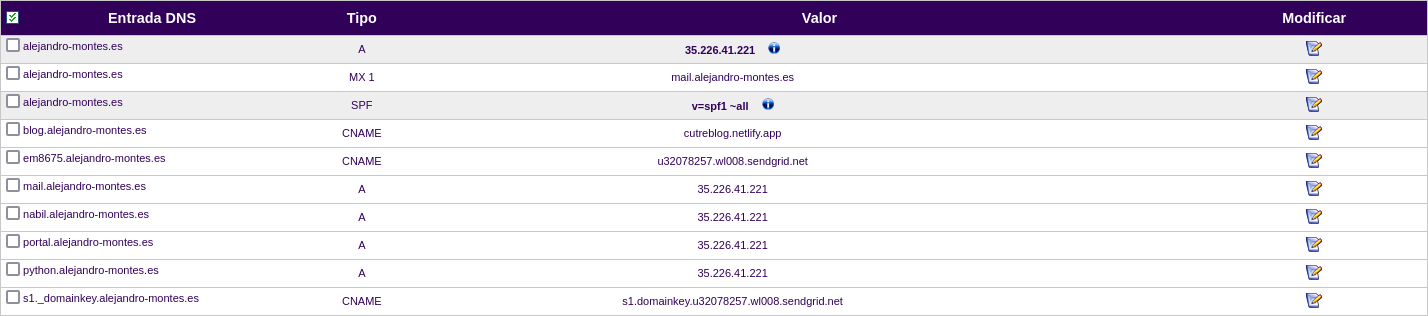 Entrada DNS Tipo Valor Modificar
alejandro-montes.es A 35.226.41.221
alejandro-montes.es MX 1 mail.alejandro-montes.es
alejandro-montes.es SPF v=spf1 ~all
blog.alejandro-montes.es CNAME cutreblog.netlify.app
em8675.alejandro-montes.es CNAME u32078257.wl008.sendgrid.net
mail.alejandro-montes.es A 35.226.41.221
nabil.alejandro-montes.es A 35.226.41.221
portal.alejandro-montes.es A 35.226.41.221
python.alejandro-montes.es A 35.226.41.221
s1._domainkey.alejandro-montes.es CNAME s1.domainkey.u32078257.wl008.sendgrid.net